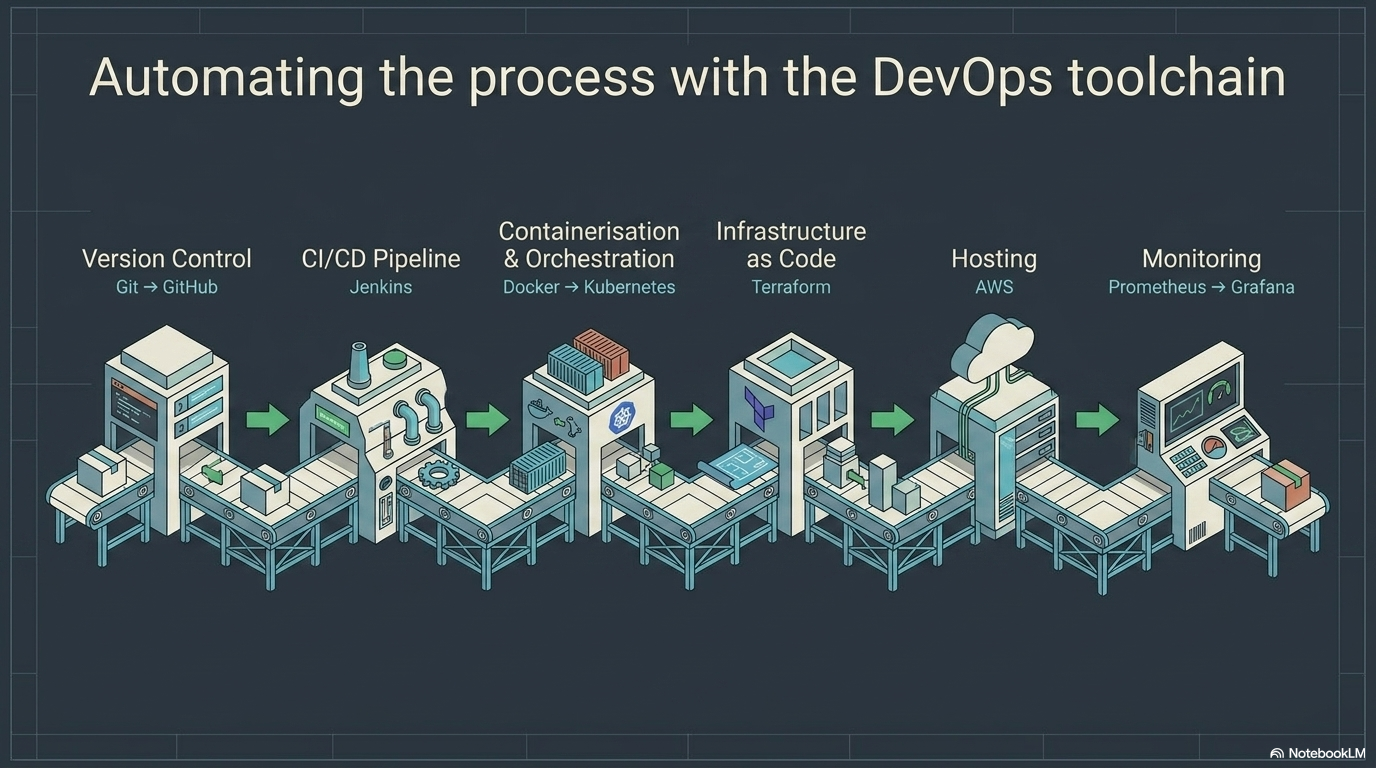 Automating the process with the DevOps toolchain
Version Control
Git → GitHub
CI/CD Pipeline
Jenkins
Containerisation
& Orchestration
Docker → Kubernetes
Infrastructure
as Code
Terraform
Hosting
AWS
Monitoring
Prometheus → Grafana
NotebookLM